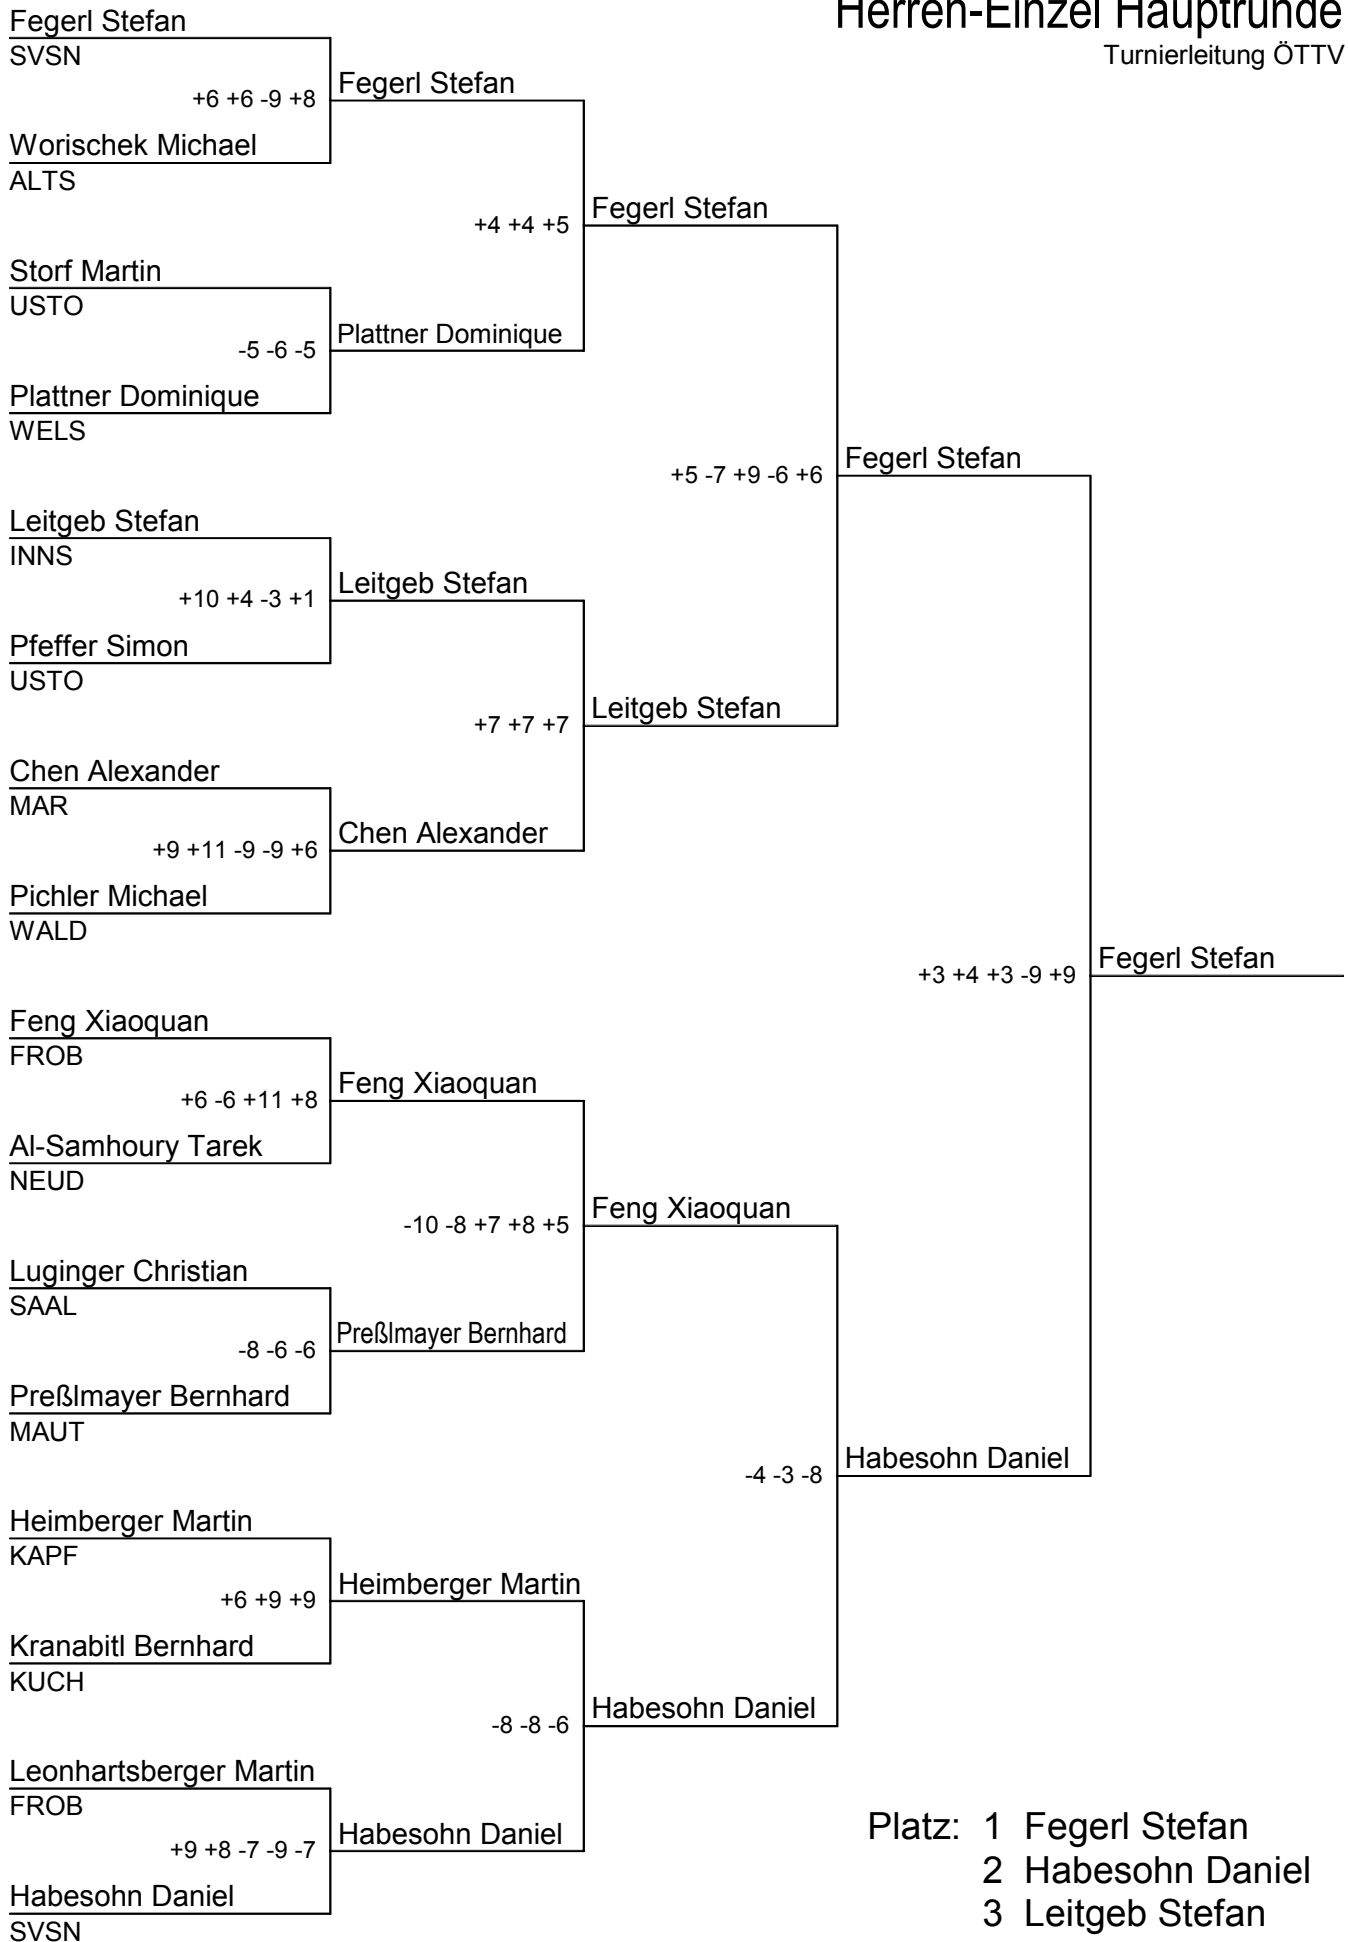 Herren-Einzel Hauptrunde
Turnierleitung ÖTTV
Fegerl Stefan
SVSN
+6 +6 -9 +8
Fegerl Stefan
Worischek Michael
ALTS
+4 +4 +5
Fegerl Stefan
Storf Martin
USTO
-5 -6 -5
Plattner Dominique
Plattner Dominique
WELS
+5 -7 +9 -6 +6
Fegerl Stefan
Leitgeb Stefan
INNS
+10 +4 -3 +1
Leitgeb Stefan
Pfeffer Simon
USTO
+7 +7 +7
Leitgeb Stefan
Chen Alexander
MAR
+9 +11 -9 -9 +6
Chen Alexander
Pichler Michael
WALD
+3 +4 +3 -9 +9
Fegerl Stefan
Feng Xiaoquan
FROB
+6 -6 +11 +8
Feng Xiaoquan
Al-Samhoury Tarek
NEUD
-10 -8 +7 +8 +5
Feng Xiaoquan
Luginger Christian
SAAL
-8 -6 -6
Preßlmayer Bernhard
Preßlmayer Bernhard
MAUT
-4 -3 -8
Habesohn Daniel
Heimberger Martin
KAPF
+6 +9 +9
Heimberger Martin
Kranabitl Bernhard
KUCH
-8 -8 -6
Habesohn Daniel
Leonhartsberger Martin
FROB
+9 +8 -7 -9 -7
Habesohn Daniel
Habesohn Daniel
SVSN
Platz: 1 Fegerl Stefan
2 Habesohn Daniel
3 Leitgeb Stefan